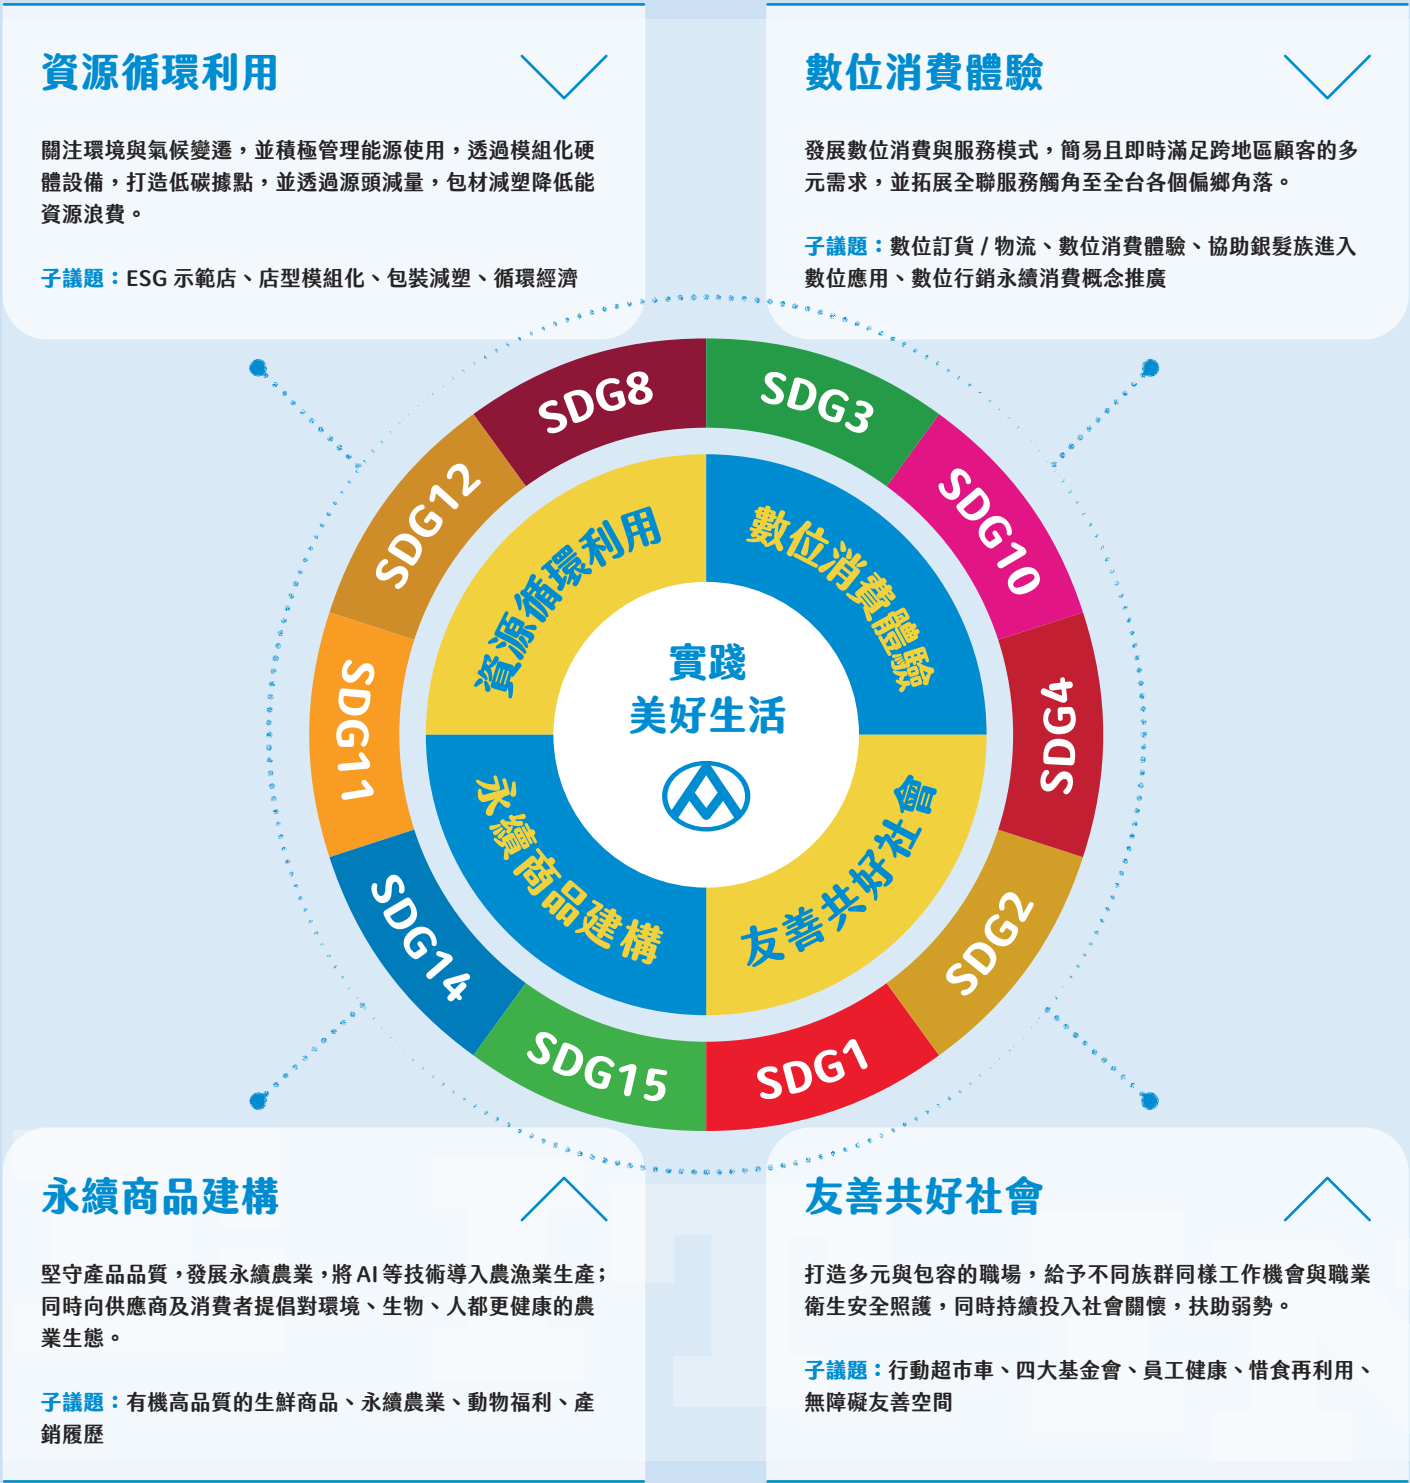 資源循環利用
關注環境與氣候變遷，並積極管理能源使用，透過模組化硬
體設備，打造低碳據點，並透過源頭減量，包材減塑降低能
資源浪費。
子議題：ESG 示範店、店型模組化、包裝減塑、循環經濟
數位消費體驗
發展數位消費與服務模式，簡易且即時滿足跨地區顧客的多
元需求，並拓展全聯服務觸角至全台各個偏鄉角落。
子議題：數位訂貨 / 物流、數位消費體驗、協助銀髮族進入
數位應用、數位行銷永續消費概念推廣
SDG8
SDG3
SDG12
SDG10
SDG11
SDG4
SDG14
SDG2
SDG15
SDG1
資源循環利用
數位消費體驗
永續商品建構
友善共好社會
實踐
美好生活
永續商品建構
堅守產品品質，發展永續農業，將 AI 等技術導入農漁業生產；
同時向供應商及消費者提倡對環境、生物、人都更健康的農
業生態。
子議題：有機高品質的生鮮商品、永續農業、動物福利、產
銷履歷
友善共好社會
打造多元與包容的職場，給予不同族群同樣工作機會與職業
衛生安全照護，同時持續投入社會關懷，扶助弱勢。
子議題：行動超市車、四大基金會、員工健康、惜食再利用、
無障礙友善空間